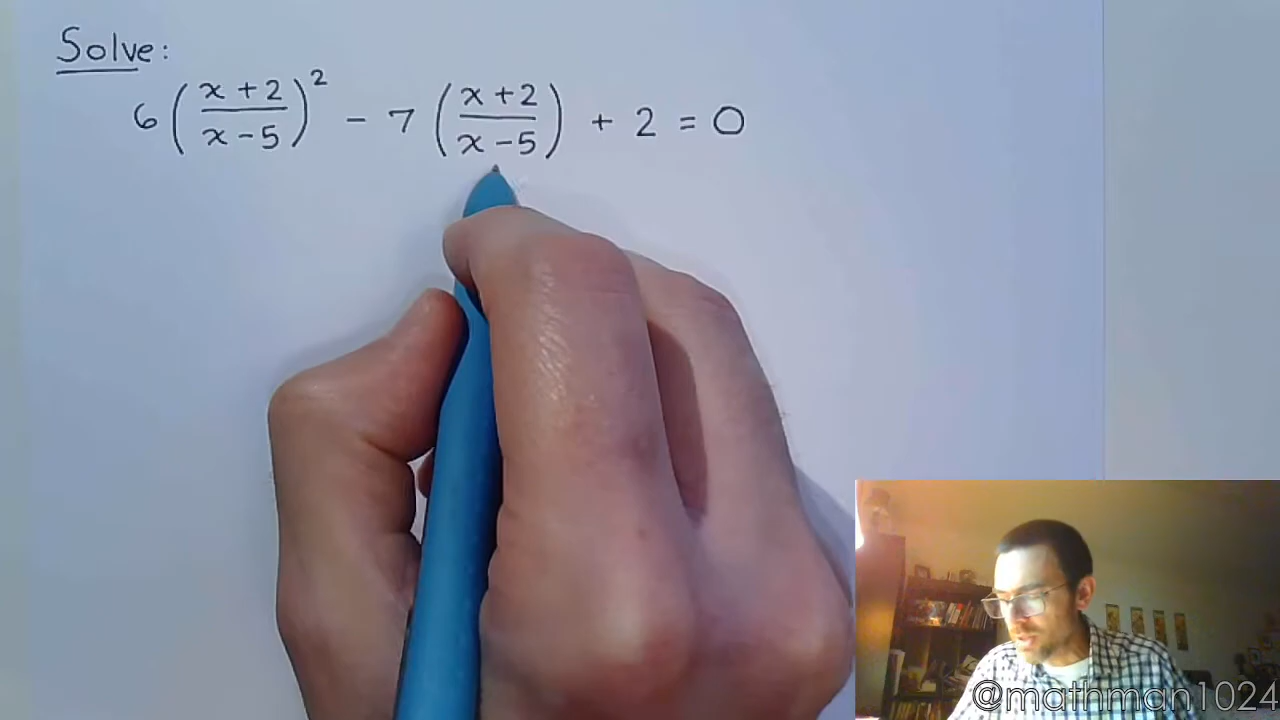 Solve:
6 ( (x + 2)/(x - 5) )² - 7 ( (x + 2)/(x - 5) ) + 2 = 0
@mathman1024